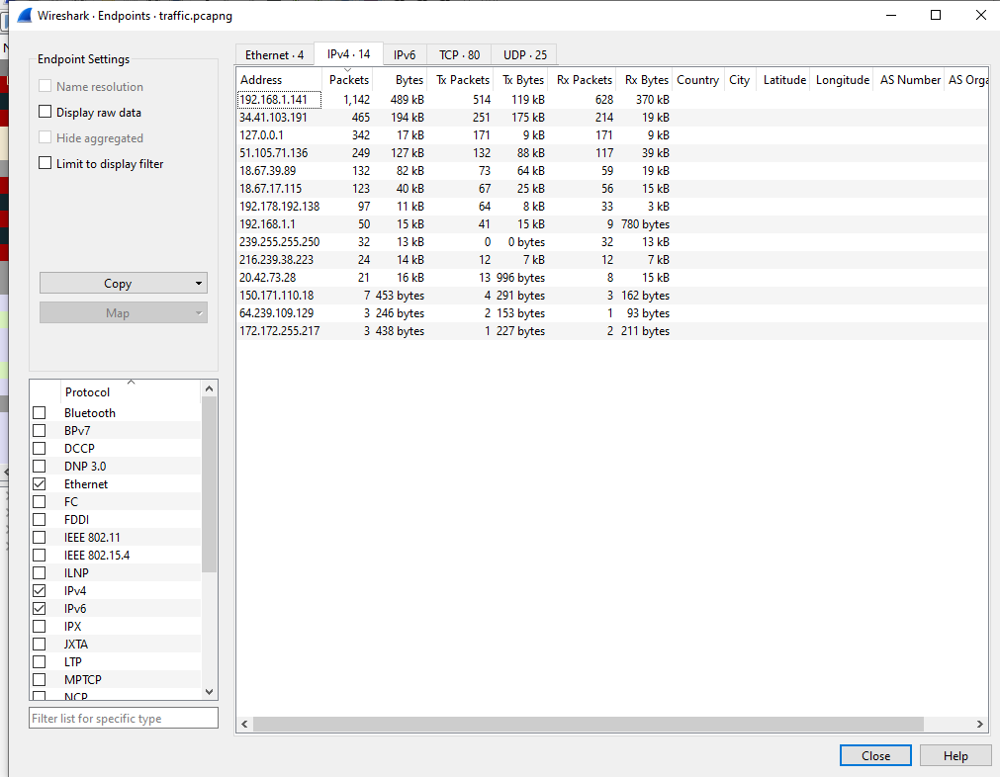 Wireshark · Endpoints · traffic.pcapng
Endpoint Settings
Name resolution
Display raw data
Hide aggregated
Limit to display filter
Copy
Map
Protocol
Bluetooth
BPv7
DCCP
DNP 3.0
Ethernet
FC
FDDI
IEEE 802.11
IEEE 802.15.4
ILNP
IPv4
IPv6
IPX
JXTA
LTP
MPTCP
NCP
Filter list for specific type
Ethernet · 4 IPv4 · 14 IPv6 TCP · 80 UDP · 25
Address Packets Bytes Tx Packets Tx Bytes Rx Packets Rx Bytes Country City Latitude Longitude AS Number AS Orga
192.168.1.141 1,142 489 kB 514 119 kB 628 370 kB
34.41.103.191 465 194 kB 251 175 kB 214 19 kB
127.0.0.1 342 17 kB 171 9 kB 171 9 kB
51.105.71.136 249 127 kB 132 88 kB 117 39 kB
18.67.39.89 132 82 kB 73 64 kB 59 19 kB
18.67.17.115 123 40 kB 67 25 kB 56 15 kB
192.178.192.138 97 11 kB 64 8 kB 33 3 kB
192.168.1.1 50 15 kB 41 15 kB 9 780 bytes
239.255.255.250 32 13 kB 0 0 bytes 32 13 kB
216.239.38.223 24 14 kB 12 7 kB 12 7 kB
20.42.73.28 21 16 kB 13 996 bytes 8 15 kB
150.171.110.18 7 453 bytes 4 291 bytes 3 162 bytes
64.239.109.129 3 246 bytes 2 153 bytes 1 93 bytes
172.172.255.217 3 438 bytes 1 227 bytes 2 211 bytes
Close Help